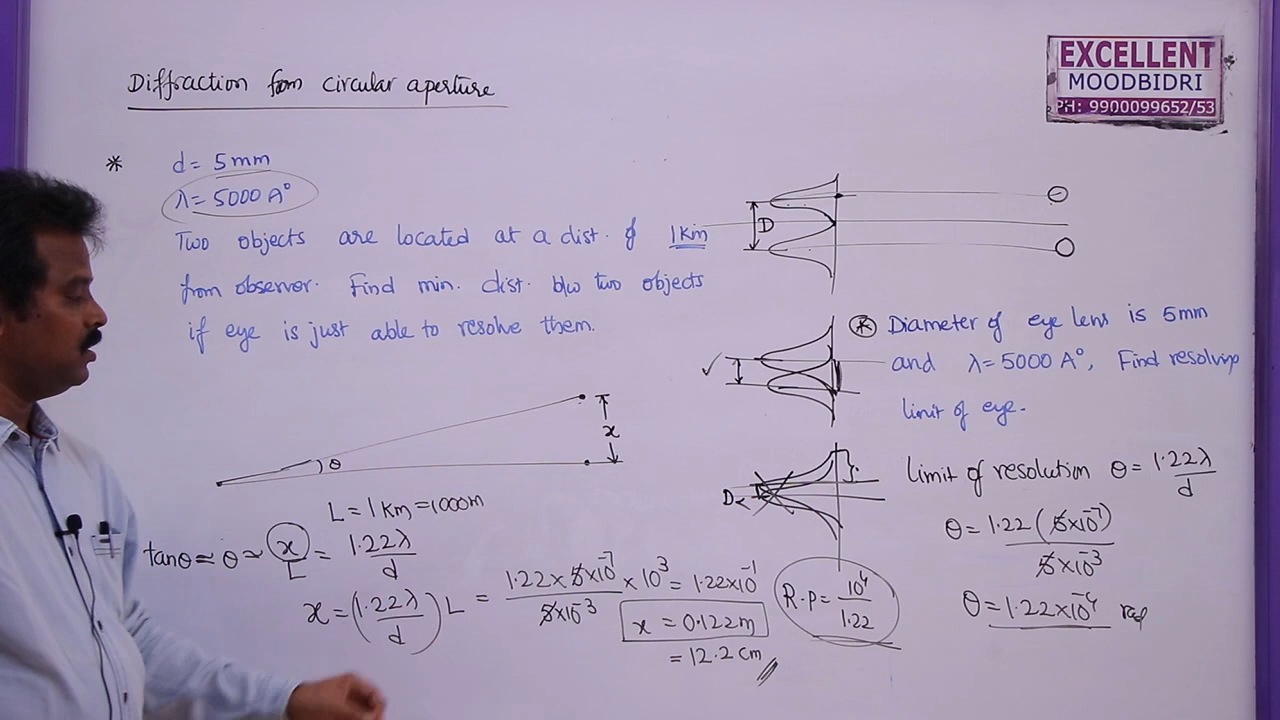 EXCELLENT
MOODBIDRI
PH: 9900099652/53
Diffraction from circular aperture
* d = 5mm
λ = 5000 A°
Two objects are located at a dist. of 1Km
from observer. Find min. dist. b/w two objects
if eye is just able to resolve them.
D
D<
θ
x
L = 1 Km = 1000m
tanθ ≈ θ ≈ x/L = 1.22λ/d
x = (1.22λ/d) L = 1.22 × 5×10⁻⁷/5×10⁻³ × 10³ = 1.22×10⁻¹
x = 0.122m
= 12.2 cm
R.p = 10⁴/1.22
* Diameter of eye lens is 5mm
and λ = 5000 A°, Find resolving
limit of eye.
limit of resolution θ = 1.22λ/d
θ = 1.22 (5×10⁻⁷)/5×10⁻³
θ = 1.22×10⁻⁴ rad